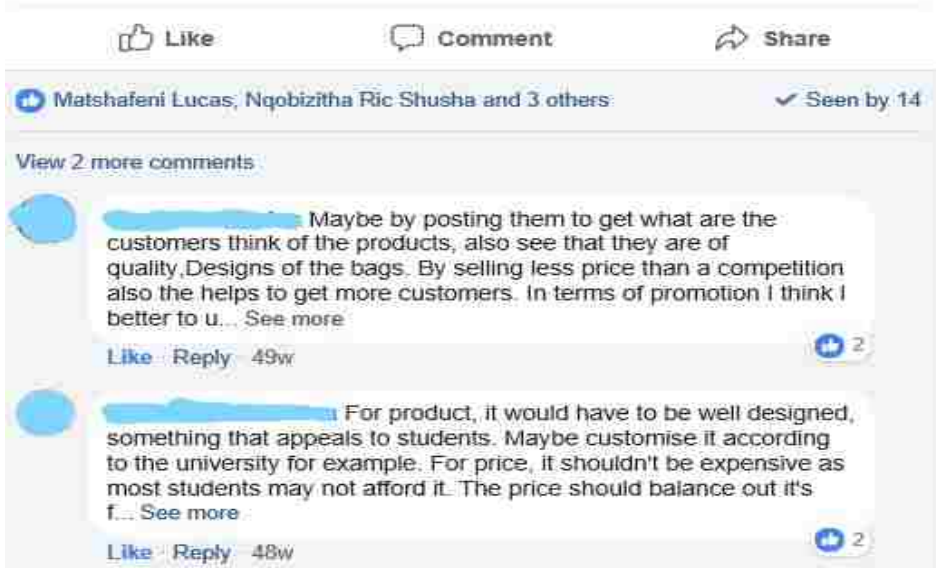 Like Comment Share
Matshafeni Lucas, Nqobizitha Ric Shusha and 3 others Seen by 14
View 2 more comments
Maybe by posting them to get what are the
customers think of the products, also see that they are of
quality,Designs of the bags. By selling less price than a competition
also the helps to get more customers. In terms of promotion I think I
better to u... See more
Like Reply 49w
2
For product, it would have to be well designed,
something that appeals to students. Maybe customise it according
to the university for example. For price, it shouldn't be expensive as
most students may not afford it. The price should balance out it's
f... See more
Like · Reply 48w
2